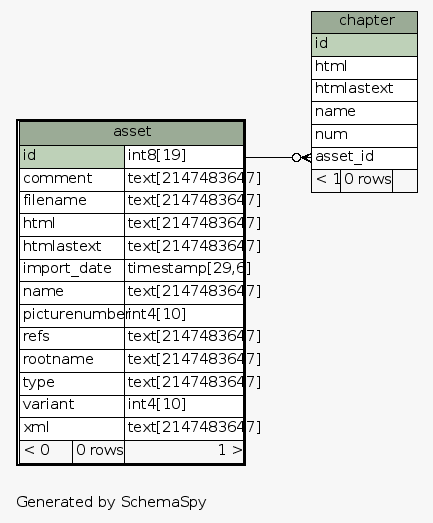 chapter
id
html
htmlastext
name
num
asset_id
< 1 0 rows
asset
id int8[19]
comment text[2147483647]
filename text[2147483647]
html text[2147483647]
htmlastext text[2147483647]
import_date timestamp[29,6]
name text[2147483647]
picturenumber int4[10]
refs text[2147483647]
rootname text[2147483647]
type text[2147483647]
variant int4[10]
xml text[2147483647]
< 0 0 rows 1 >
Generated by SchemaSpy